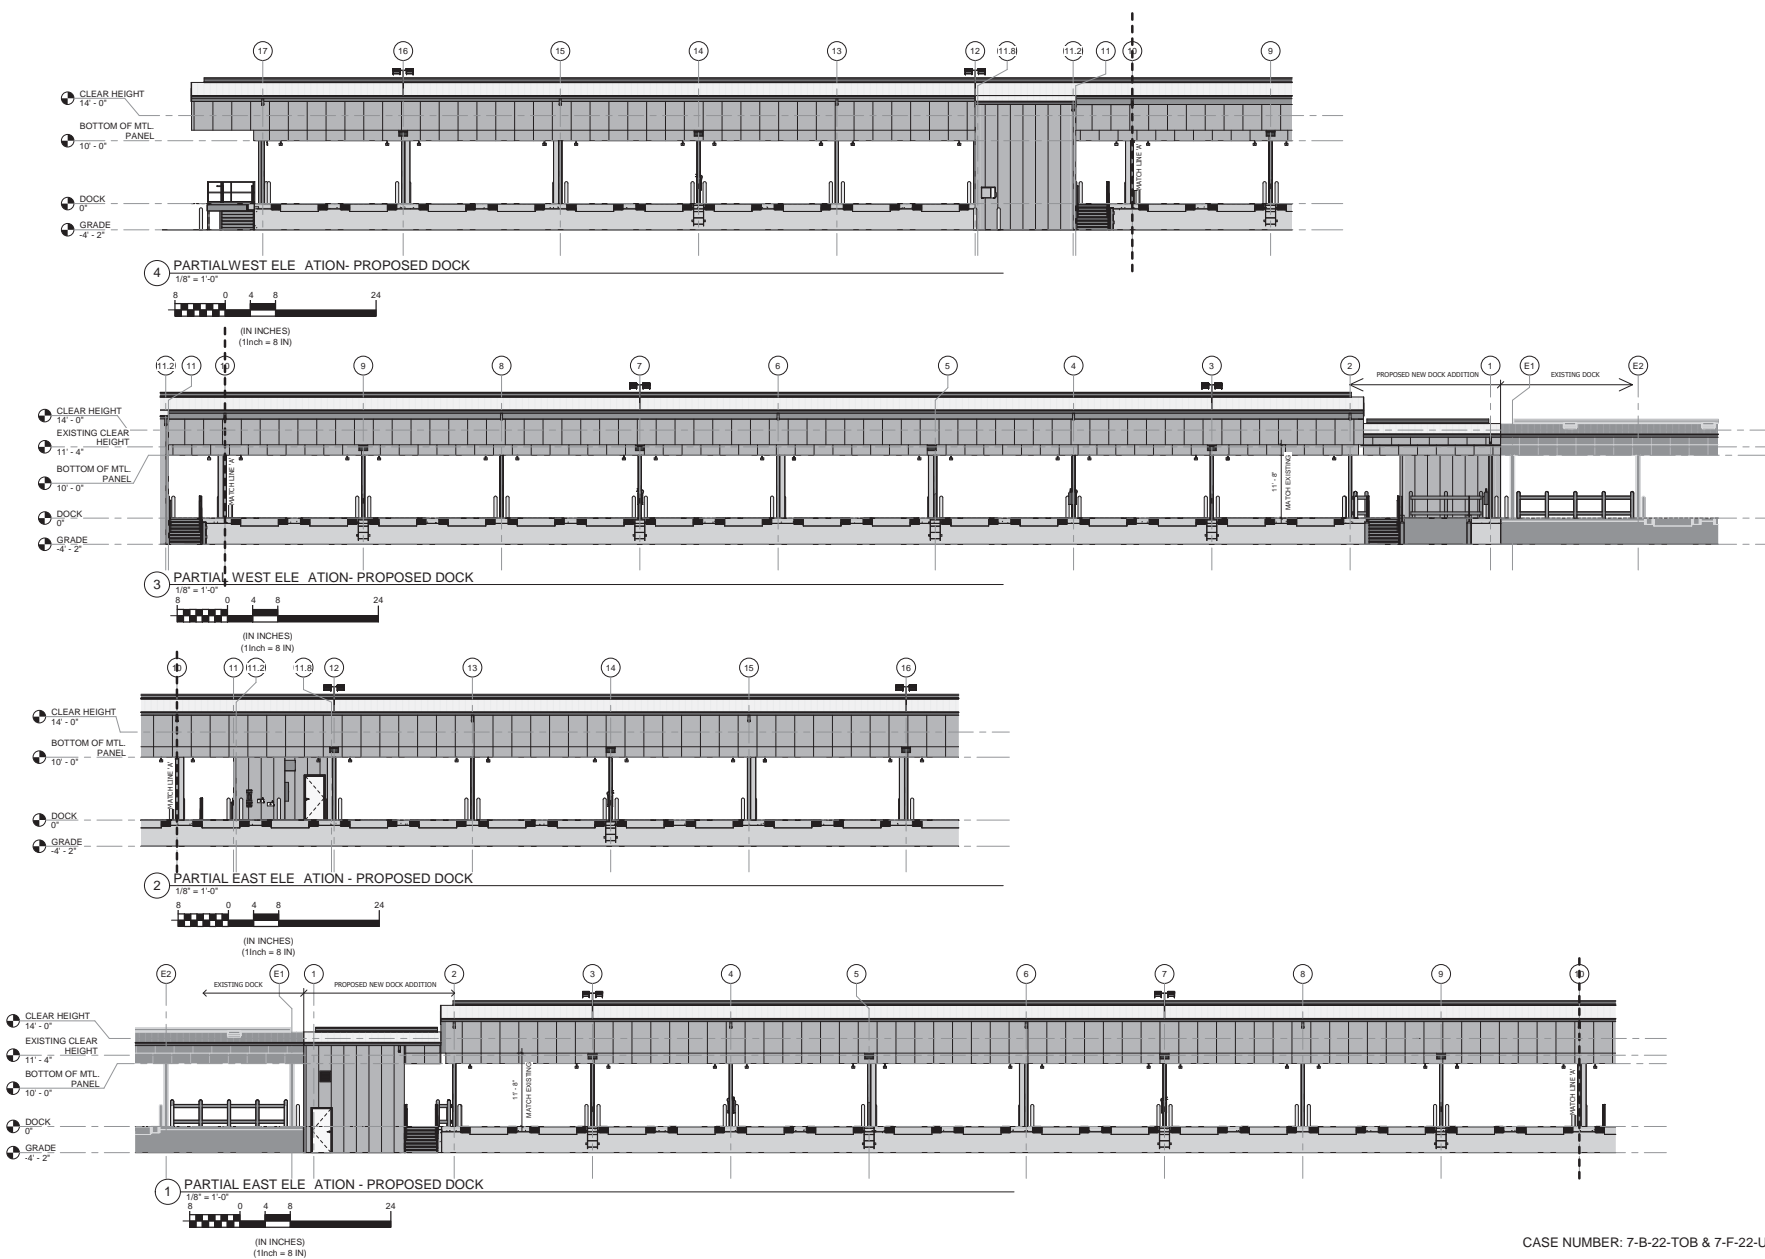 17 16 15 14 13 12 11.8 11.2 11 10 9
CLEAR HEIGHT
14' - 0"
BOTTOM OF MTL.
PANEL
10' - 0"
DOCK
0"
GRADE
-4' - 2"
MATCH LINE 'A'
4 PARTIALWEST ELE ATION- PROPOSED DOCK
1/8" = 1'-0"
8 0 4 8 24
(IN INCHES)
(1Inch = 8 IN)
11.2 11 10 9 8 7 6 5 4 3 2 1 E1 E2
PROPOSED NEW DOCK ADDITION EXISTING DOCK
CLEAR HEIGHT
14' - 0"
EXISTING CLEAR
HEIGHT
11' - 4"
BOTTOM OF MTL.
PANEL
10' - 0"
DOCK
0"
GRADE
-4' - 2"
MATCH LINE 'A'
11' - 8"
MATCH EXISTING
3 PARTIAL WEST ELE ATION- PROPOSED DOCK
1/8" = 1'-0"
8 0 4 8 24
(IN INCHES)
(1Inch = 8 IN)
10 11 11.2 11.8 12 13 14 15 16
CLEAR HEIGHT
14' - 0"
BOTTOM OF MTL.
PANEL
10' - 0"
DOCK
0"
GRADE
-4' - 2"
MATCH LINE 'A'
2 PARTIAL EAST ELE ATION - PROPOSED DOCK
1/8" = 1'-0"
8 0 4 8 24
(IN INCHES)
(1Inch = 8 IN)
E2 E1 1 2 3 4 5 6 7 8 9 10
EXISTING DOCK PROPOSED NEW DOCK ADDITION
CLEAR HEIGHT
14' - 0"
EXISTING CLEAR
HEIGHT
11' - 4"
BOTTOM OF MTL.
PANEL
10' - 0"
DOCK
0"
GRADE
-4' - 2"
11' - 8"
MATCH EXISTING
MATCH LINE 'A'
1 PARTIAL EAST ELE ATION - PROPOSED DOCK
1/8" = 1'-0"
8 0 4 8 24
(IN INCHES)
(1Inch = 8 IN)
CASE NUMBER: 7-B-22-TOB & 7-F-22-U